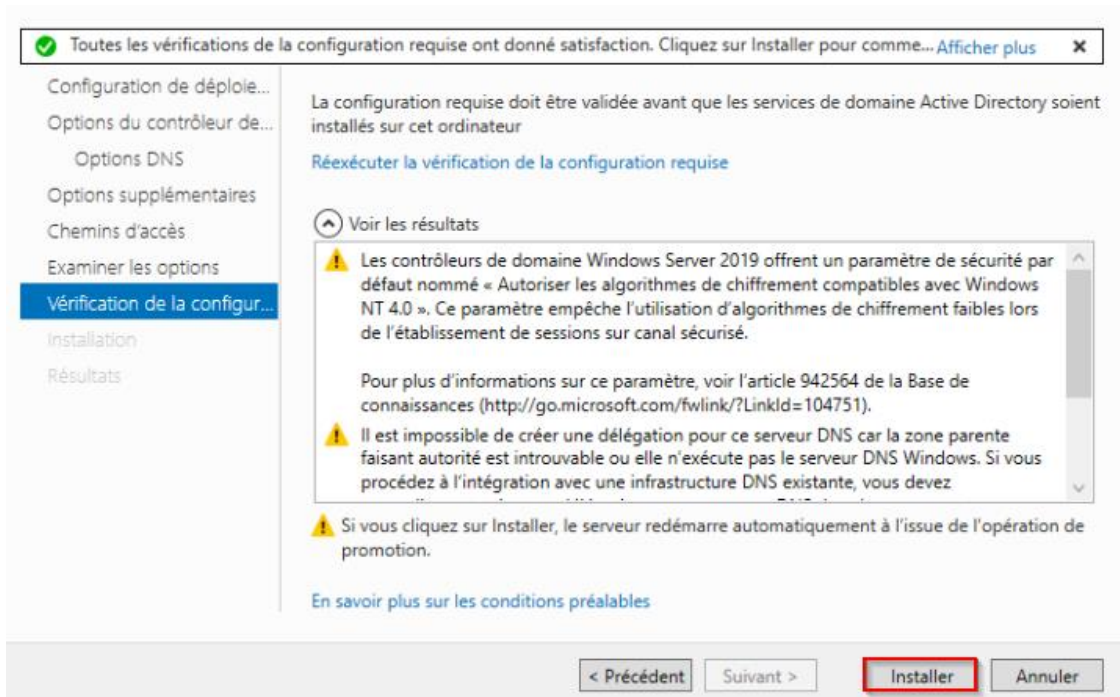 Toutes les vérifications de la configuration requise ont donné satisfaction. Cliquez sur Installer pour comme... Afficher plus
Configuration de déploie...
Options du contrôleur de...
Options DNS
Options supplémentaires
Chemins d'accès
Examiner les options
Vérification de la configur...
Installation
Résultats
La configuration requise doit être validée avant que les services de domaine Active Directory soient
installés sur cet ordinateur
Réexécuter la vérification de la configuration requise
Voir les résultats
Les contrôleurs de domaine Windows Server 2019 offrent un paramètre de sécurité par
défaut nommé « Autoriser les algorithmes de chiffrement compatibles avec Windows
NT 4.0 ». Ce paramètre empêche l'utilisation d'algorithmes de chiffrement faibles lors
de l'établissement de sessions sur canal sécurisé.
Pour plus d'informations sur ce paramètre, voir l'article 942564 de la Base de
connaissances (http://go.microsoft.com/fwlink/?LinkId=104751).
Il est impossible de créer une délégation pour ce serveur DNS car la zone parente
faisant autorité est introuvable ou elle n'exécute pas le serveur DNS Windows. Si vous
procédez à l'intégration avec une infrastructure DNS existante, vous devez
Si vous cliquez sur Installer, le serveur redémarre automatiquement à l'issue de l'opération de
promotion.
En savoir plus sur les conditions préalables
< Précédent
Suivant >
Installer
Annuler